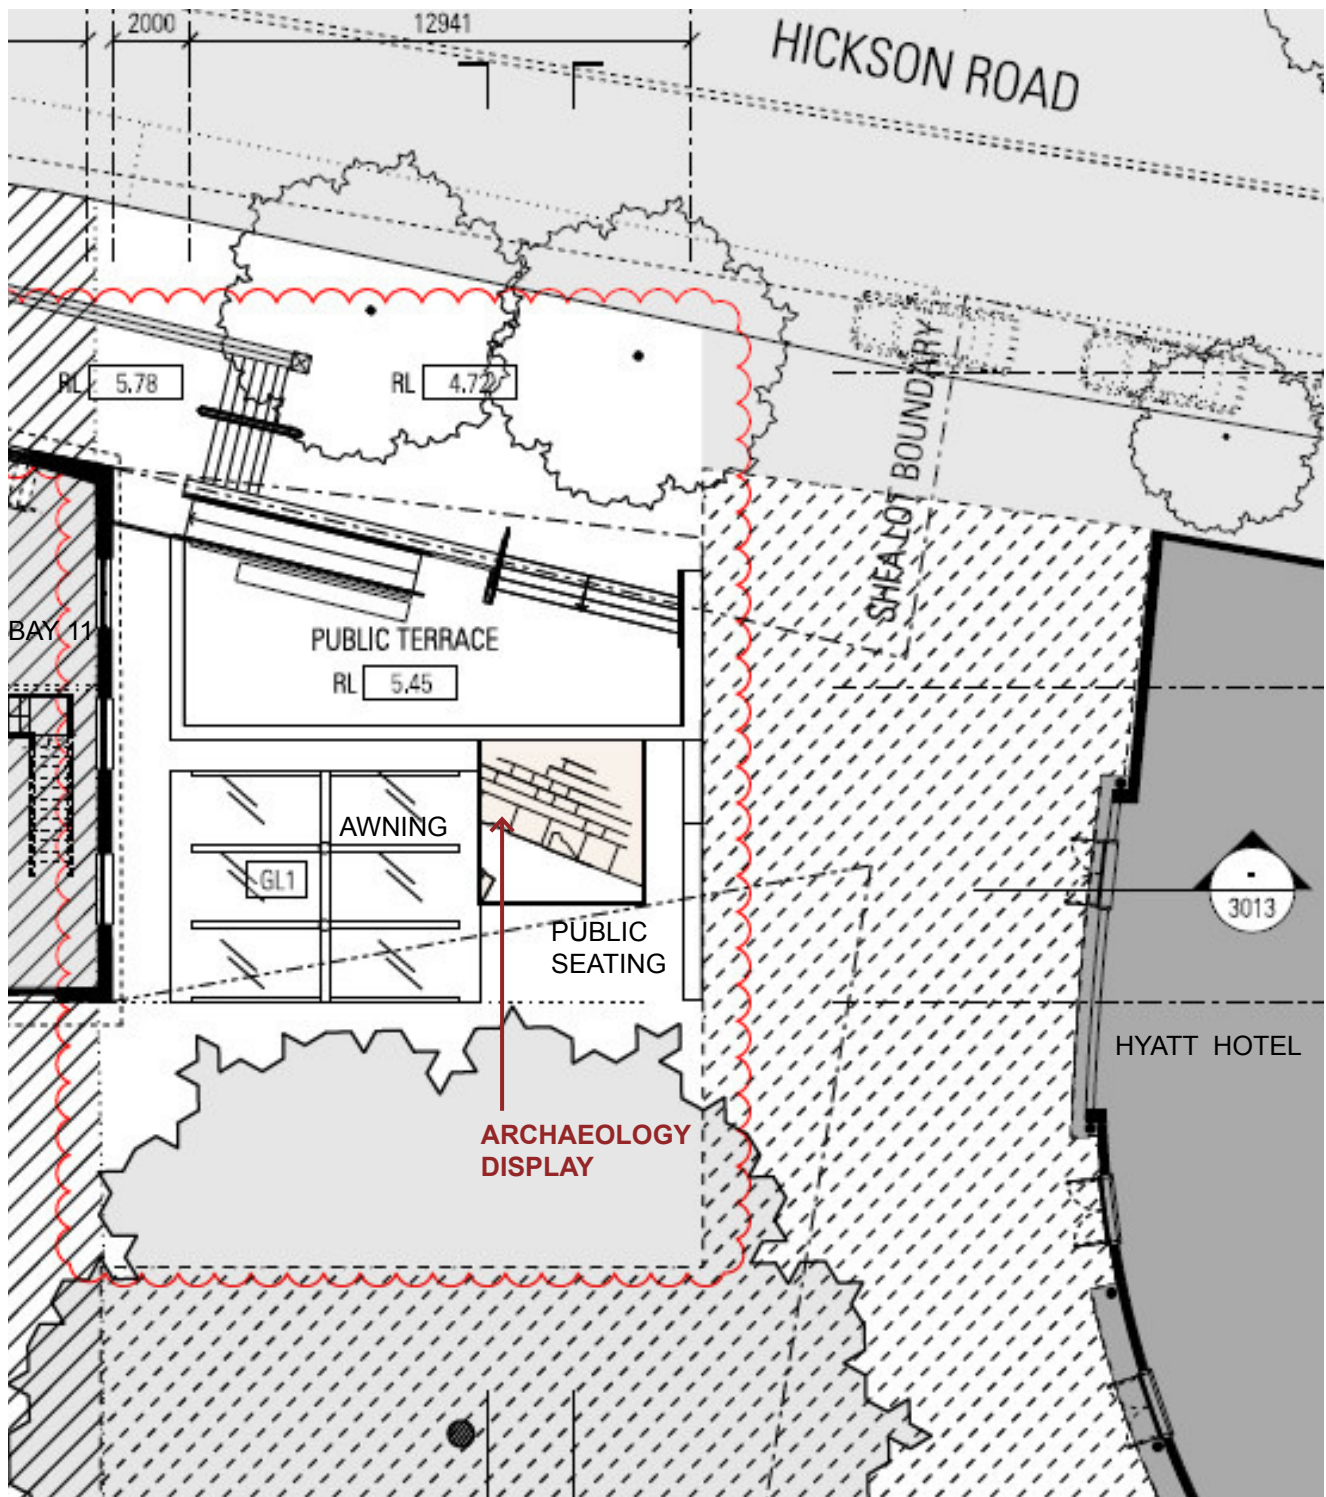 2000
12941
HICKSON ROAD
RL 5.78
RL 4.72
SHEA LOT BOUNDARY
BAY 11
PUBLIC TERRACE
RL 5.45
AWNING
GL1
PUBLIC
SEATING
-
3013
HYATT HOTEL
ARCHAEOLOGY
DISPLAY